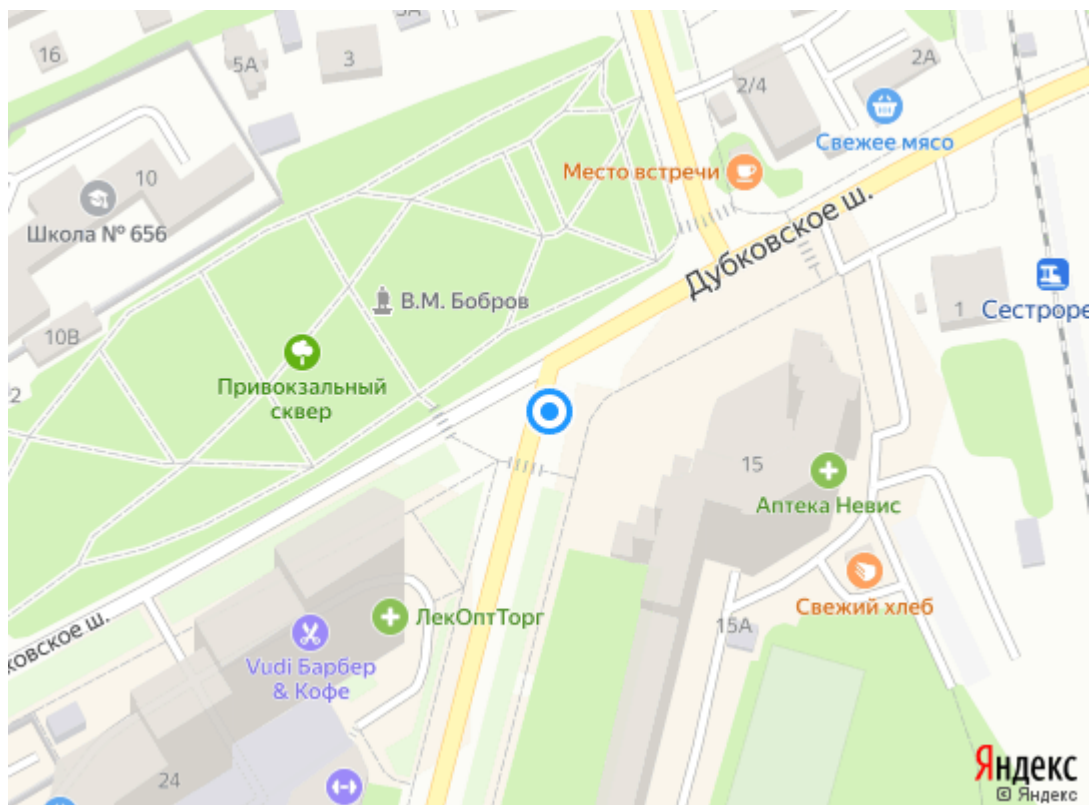 3А
16
5А
3
2А
2/4
Свежее мясо
Место встречи
10
Школа № 656
Дубковское ш.
В.М. Бобров
1
Сестроре
10В
Привокзальный
сквер
2
15
Аптека Невис
Свежий хлеб
15А
ЛекОптТорг
ковское ш.
Vudi Барбер
& Кофе
24
Яндекс
© Яндекс